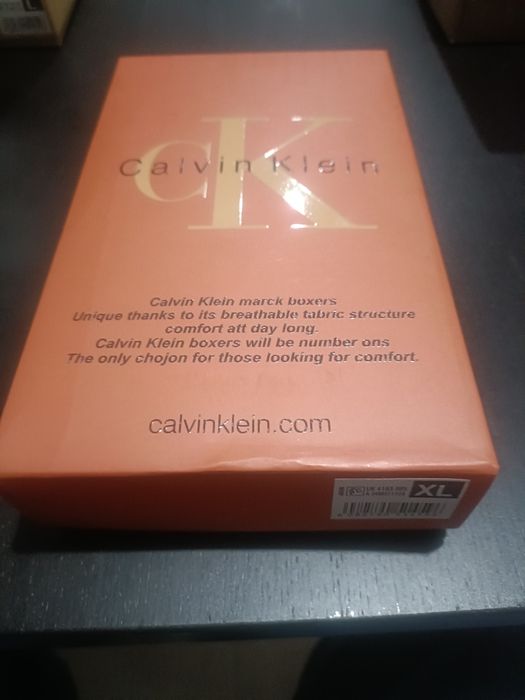 L
CK
Calvin Klein
Calvin Klein marck boxers
Unique thanks to its breathable tabric structure
comfort att day long.
Calvin Klein boxers will be number ons
The only chojon for those looking for comfort.
calvinklein.com
XL